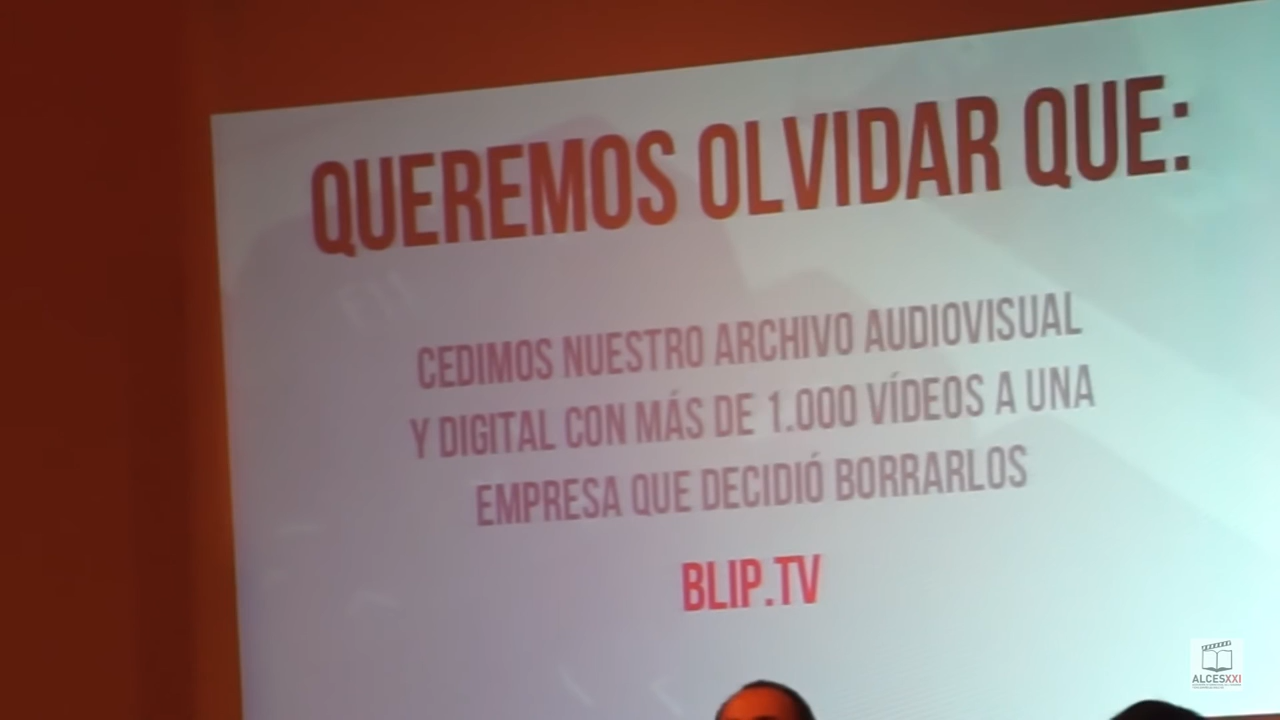 QUEREMOS OLVIDAR QUE:
CEDIMOS NUESTRO ARCHIVO AUDIOVISUAL
Y DIGITAL CON MÁS DE 1.000 VÍDEOS A UNA
EMPRESA QUE DECIDIÓ BORRARLOS
BLIP.TV
ALCESXXI